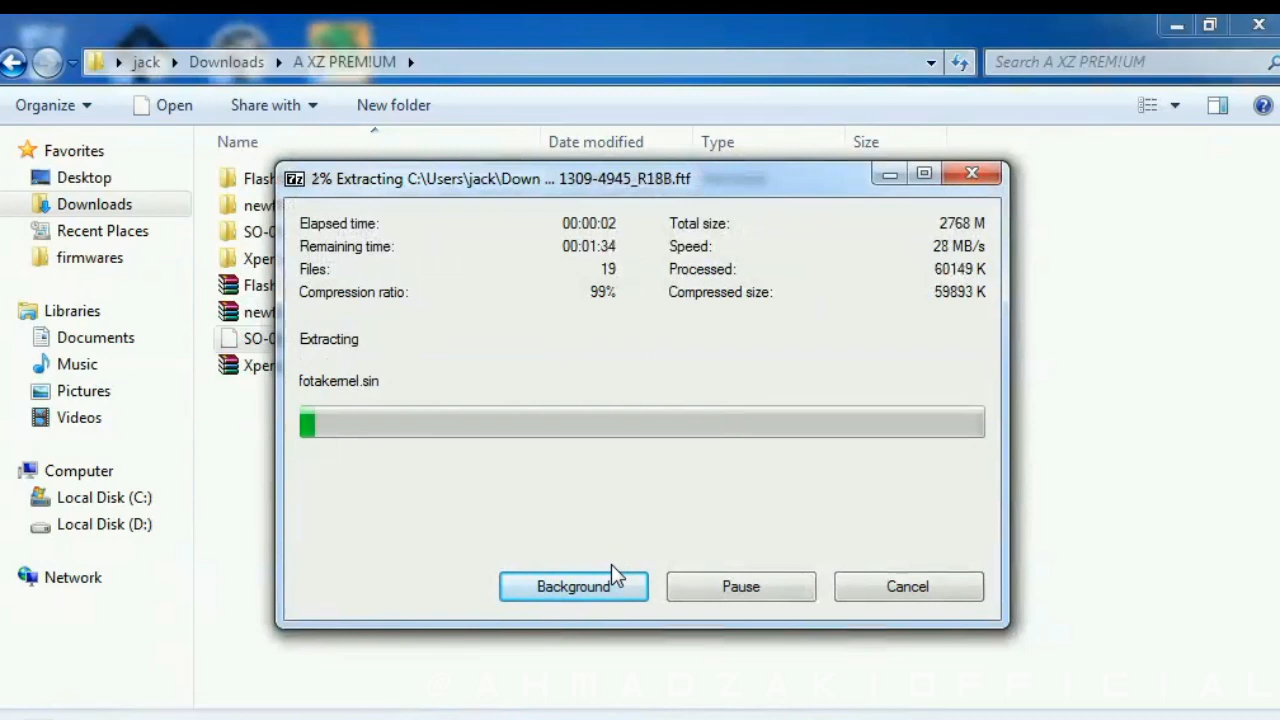 jack Downloads A XZ PREM!UM
Search A XZ PREM!UM
Organize Open Share with New folder
Name Date modified Type Size
Favorites
Desktop
Downloads
Recent Places
firmwares
Libraries
Documents
Music
Pictures
Videos
Computer
Local Disk (C:)
Local Disk (D:)
Network
Flash
newf
SO-0
Xper
Flash
newf
SO-0
Xper
7z 2% Extracting C:\Users\jack\Down ... 1309-4945_R18B.ftf
Elapsed time: 00:00:02 Total size: 2768 M
Remaining time: 00:01:34 Speed: 28 MB/s
Files: 19 Processed: 60149 K
Compression ratio: 99% Compressed size: 59893 K
Extracting
fotakernel.sin
Background Pause Cancel
@AHMADZAKIOFFICIAL